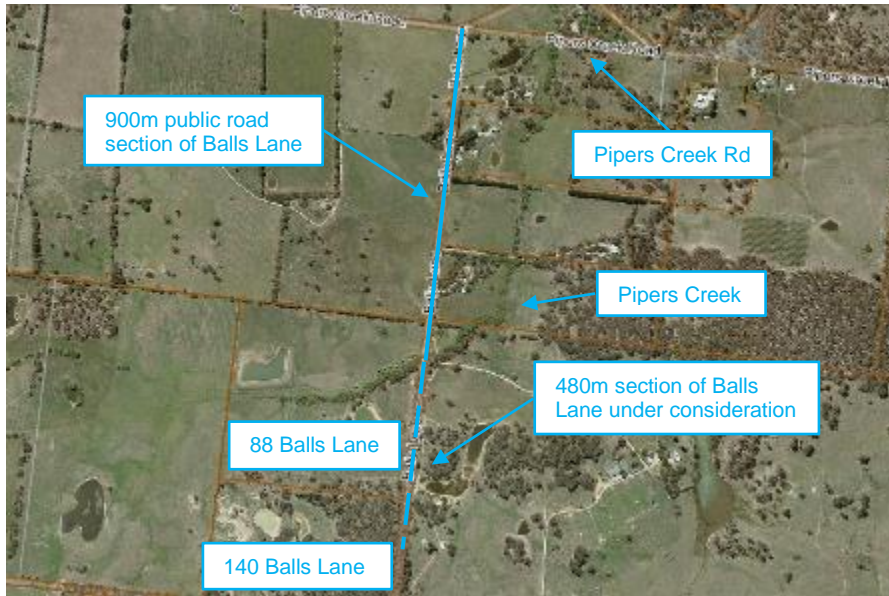 Pipers Creek Road
900m public road
section of Balls Lane
Pipers Creek Rd
Pipers Creek
480m section of Balls
Lane under consideration
88 Balls Lane
140 Balls Lane